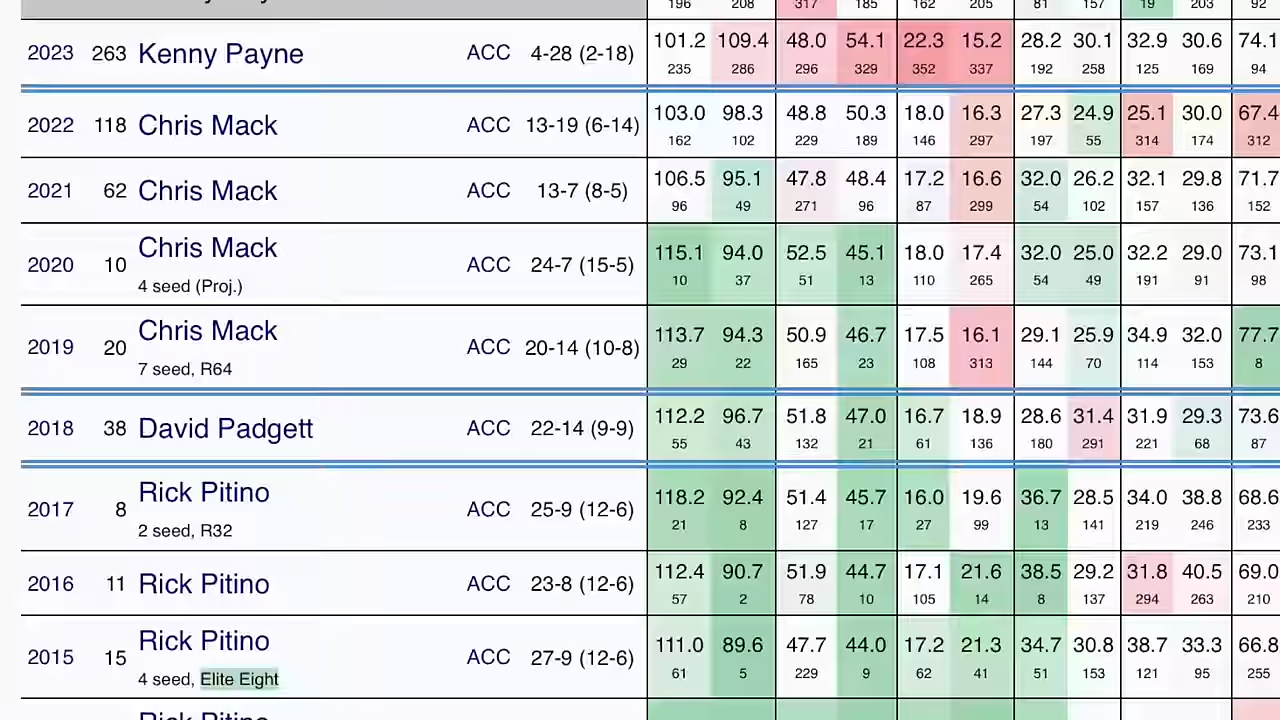 196 208 317 185 162 205 81 157 19 203 92
2023 263 Kenny Payne ACC 4-28 (2-18) 101.2 109.4 48.0 54.1 22.3 15.2 28.2 30.1 32.9 30.6 74.1
235 286 296 329 352 337 192 258 125 169 94
2022 118 Chris Mack ACC 13-19 (6-14) 103.0 98.3 48.8 50.3 18.0 16.3 27.3 24.9 25.1 30.0 67.4
162 102 229 189 146 297 197 55 314 174 312
2021 62 Chris Mack ACC 13-7 (8-5) 106.5 95.1 47.8 48.4 17.2 16.6 32.0 26.2 32.1 29.8 71.7
96 49 271 96 87 299 54 102 157 136 152
2020 10 Chris Mack ACC 24-7 (15-5) 115.1 94.0 52.5 45.1 18.0 17.4 32.0 25.0 32.2 29.0 73.1
4 seed (Proj.) 10 37 51 13 110 265 54 49 191 91 98
2019 20 Chris Mack ACC 20-14 (10-8) 113.7 94.3 50.9 46.7 17.5 16.1 29.1 25.9 34.9 32.0 77.7
7 seed, R64 29 22 165 23 108 313 144 70 114 153 8
2018 38 David Padgett ACC 22-14 (9-9) 112.2 96.7 51.8 47.0 16.7 18.9 28.6 31.4 31.9 29.3 73.6
55 43 132 21 61 136 180 291 221 68 87
2017 8 Rick Pitino ACC 25-9 (12-6) 118.2 92.4 51.4 45.7 16.0 19.6 36.7 28.5 34.0 38.8 68.6
2 seed, R32 21 8 127 17 27 99 13 141 219 246 233
2016 11 Rick Pitino ACC 23-8 (12-6) 112.4 90.7 51.9 44.7 17.1 21.6 38.5 29.2 31.8 40.5 69.0
57 2 78 10 105 14 8 137 294 263 210
2015 15 Rick Pitino ACC 27-9 (12-6) 111.0 89.6 47.7 44.0 17.2 21.3 34.7 30.8 38.7 33.3 66.8
4 seed, Elite Eight 61 5 229 9 62 41 51 153 121 95 255
Rick Pitino